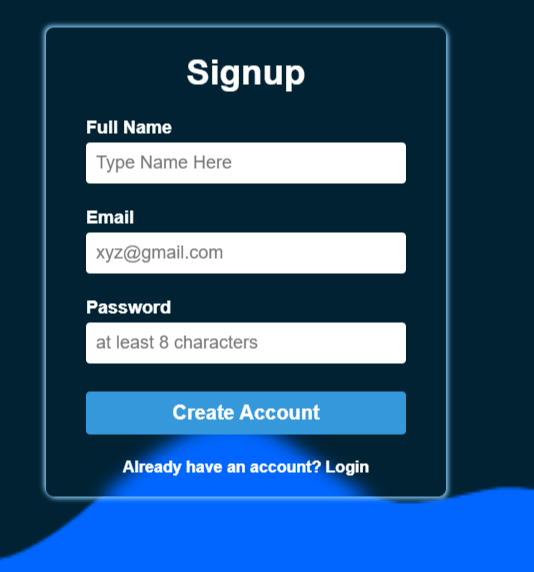 Signup
Full Name
Type Name Here
Email
xyz@gmail.com
Password
at least 8 characters
Create Account
Already have an account? Login